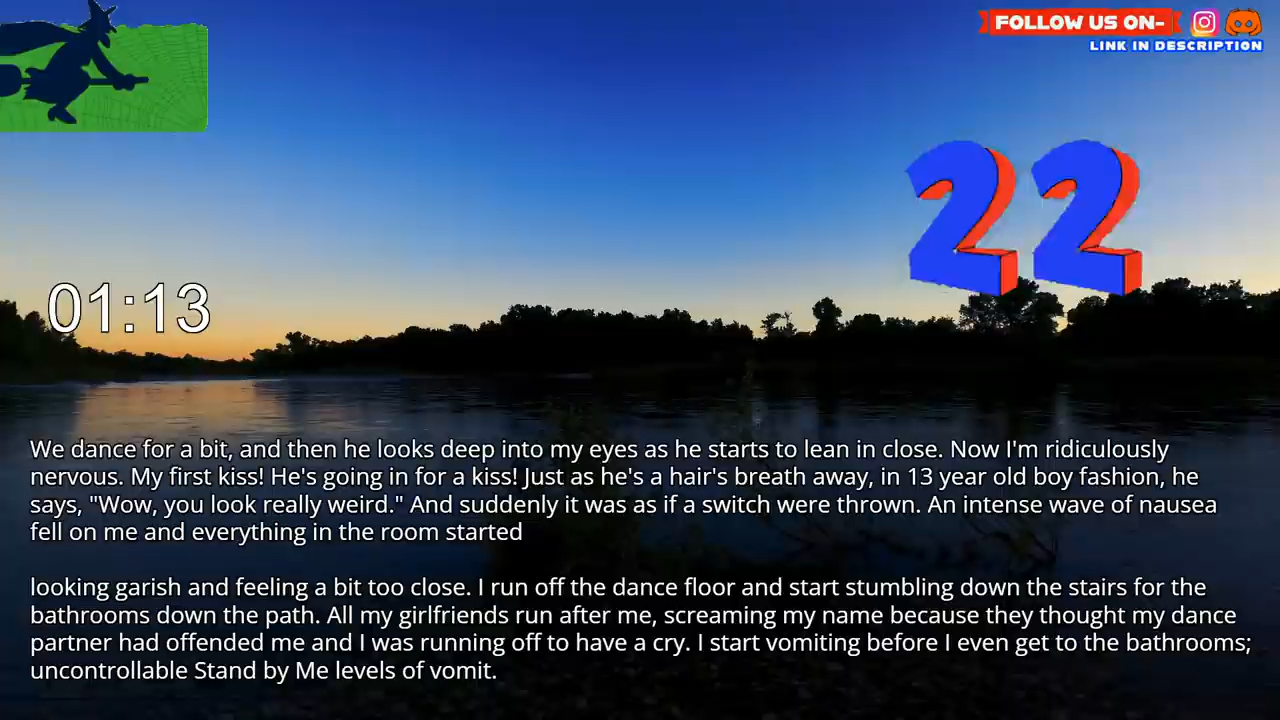 FOLLOW US ON-
LINK IN DESCRIPTION
22
01:13
We dance for a bit, and then he looks deep into my eyes as he starts to lean in close. Now I'm ridiculously
nervous. My first kiss! He's going in for a kiss! Just as he's a hair's breath away, in 13 year old boy fashion, he
says, "Wow, you look really weird." And suddenly it was as if a switch were thrown. An intense wave of nausea
fell on me and everything in the room started
looking garish and feeling a bit too close. I run off the dance floor and start stumbling down the stairs for the
bathrooms down the path. All my girlfriends run after me, screaming my name because they thought my dance
partner had offended me and I was running off to have a cry. I start vomiting before I even get to the bathrooms;
uncontrollable Stand by Me levels of vomit.